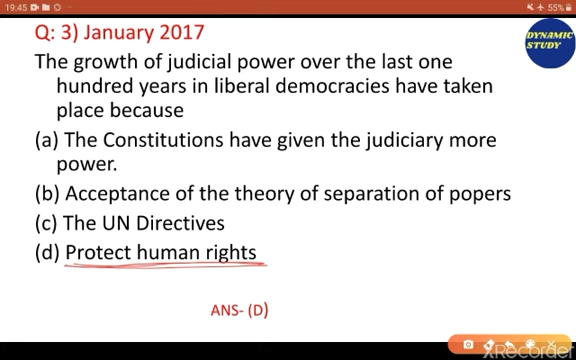 19:45
55%
Q: 3) January 2017
DYNAMIC
STUDY
The growth of judicial power over the last one
hundred years in liberal democracies have taken
place because
(a) The Constitutions have given the judiciary more
power.
(b) Acceptance of the theory of separation of popers
(c) The UN Directives
(d) Protect human rights
ANS- (D)
XRecorder